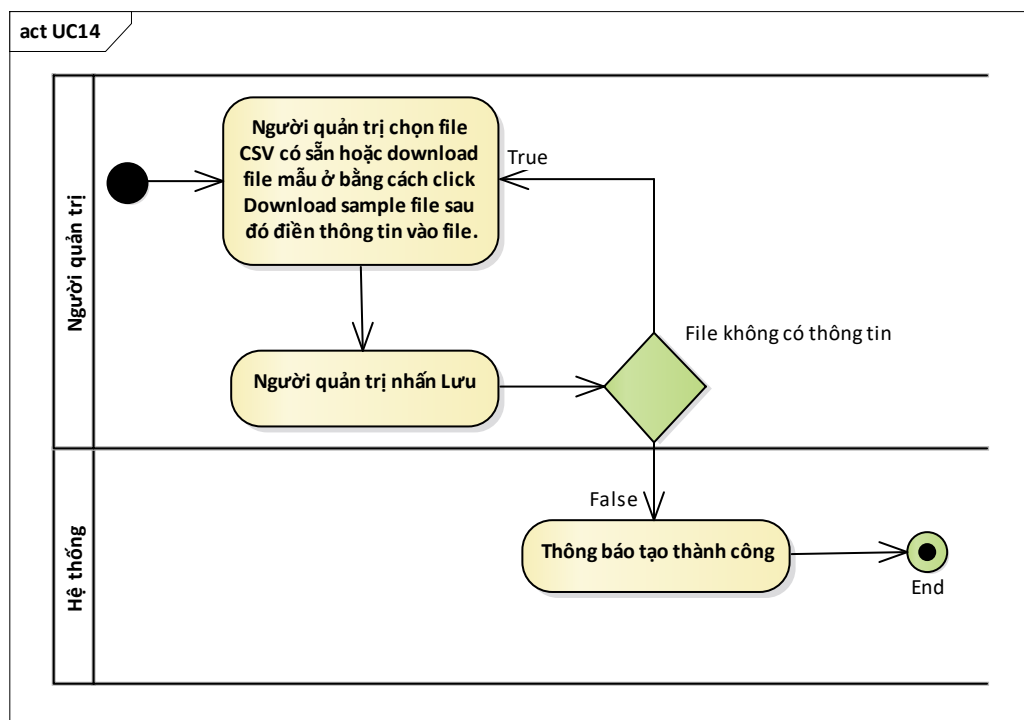 act UC14
Người quản trị
Người quản trị chọn file
CSV có sẵn hoặc download
file mẫu ở bằng cách click
Download sample file sau
đó điền thông tin vào file.
True
File không có thông tin
Người quản trị nhấn Lưu
Hệ thống
False
Thông báo tạo thành công
End